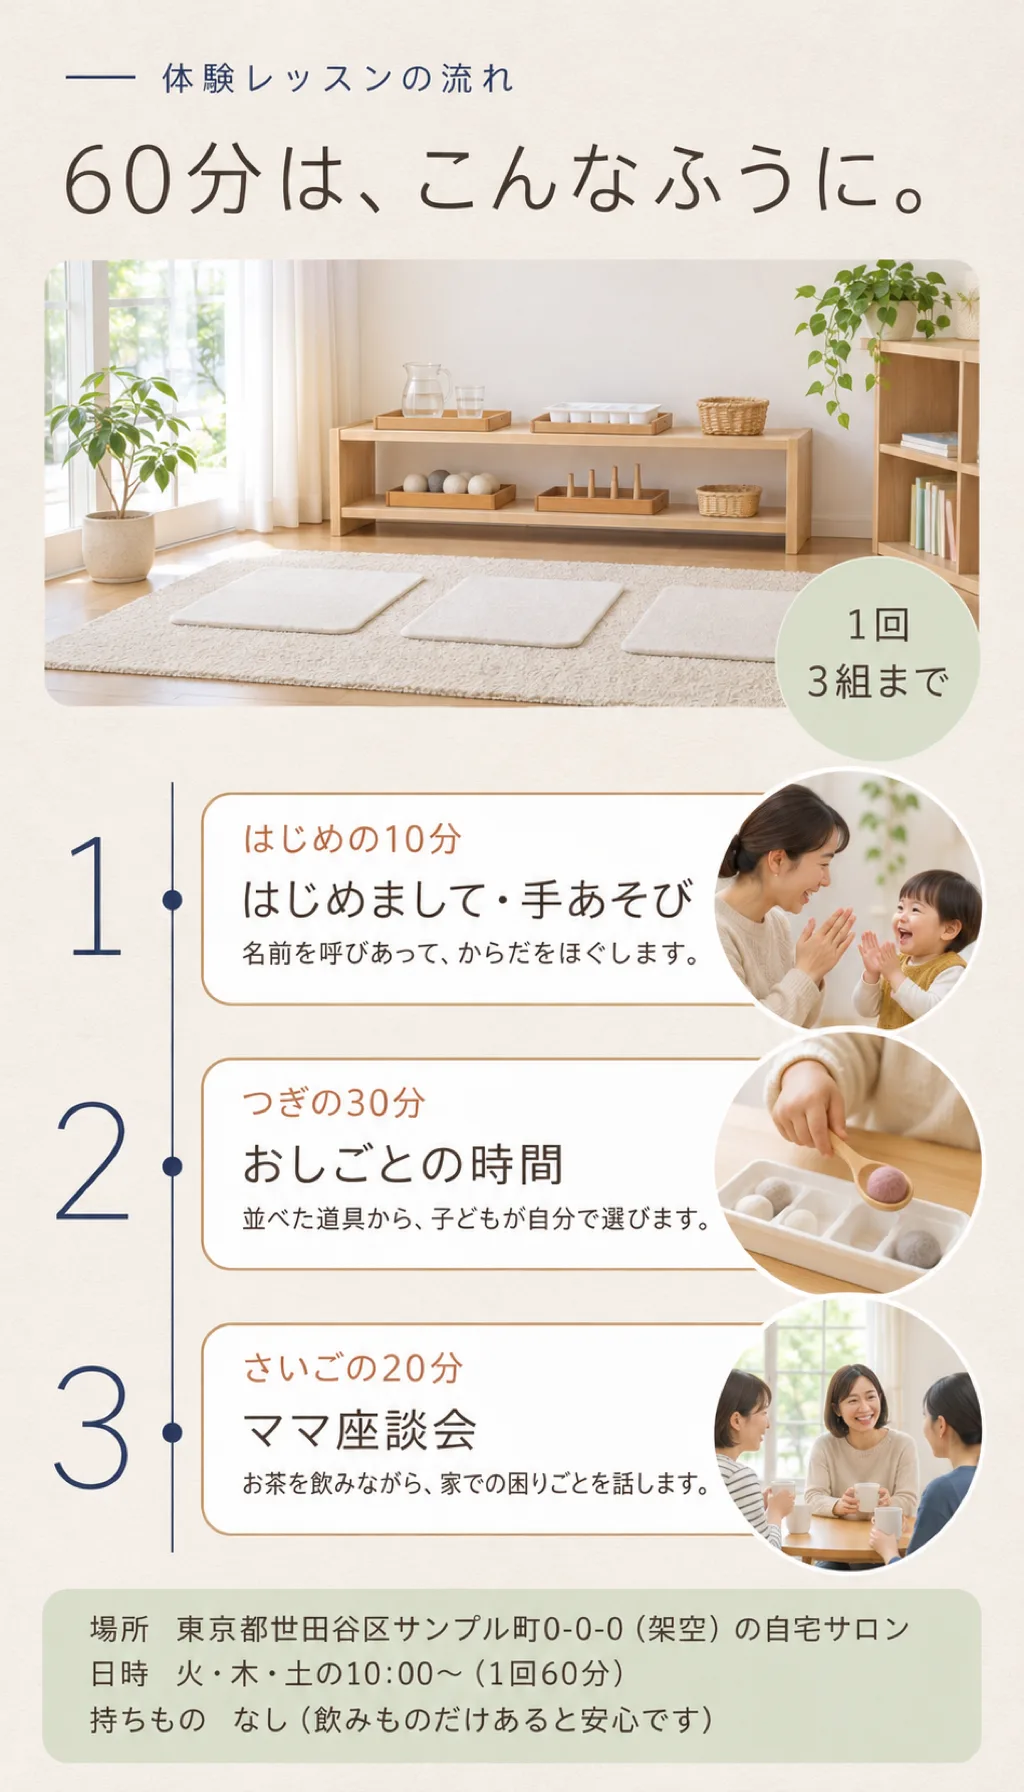 体験レッスンの流れ
60分は、こんなふうに。
1回
3組まで
1
はじめの10分
はじめまして・手あそび
名前を呼びあって、からだをほぐします。
2
つぎの30分
おしごとの時間
並べた道具から、子どもが自分で選びます。
3
さいごの20分
ママ座談会
お茶を飲みながら、家での困りごとを話します。
場所 東京都世田谷区サンプル町0-0-0（架空）の自宅サロン
日時 火・木・土の10:00〜（1回60分）
持ちもの なし（飲みものだけあると安心です）